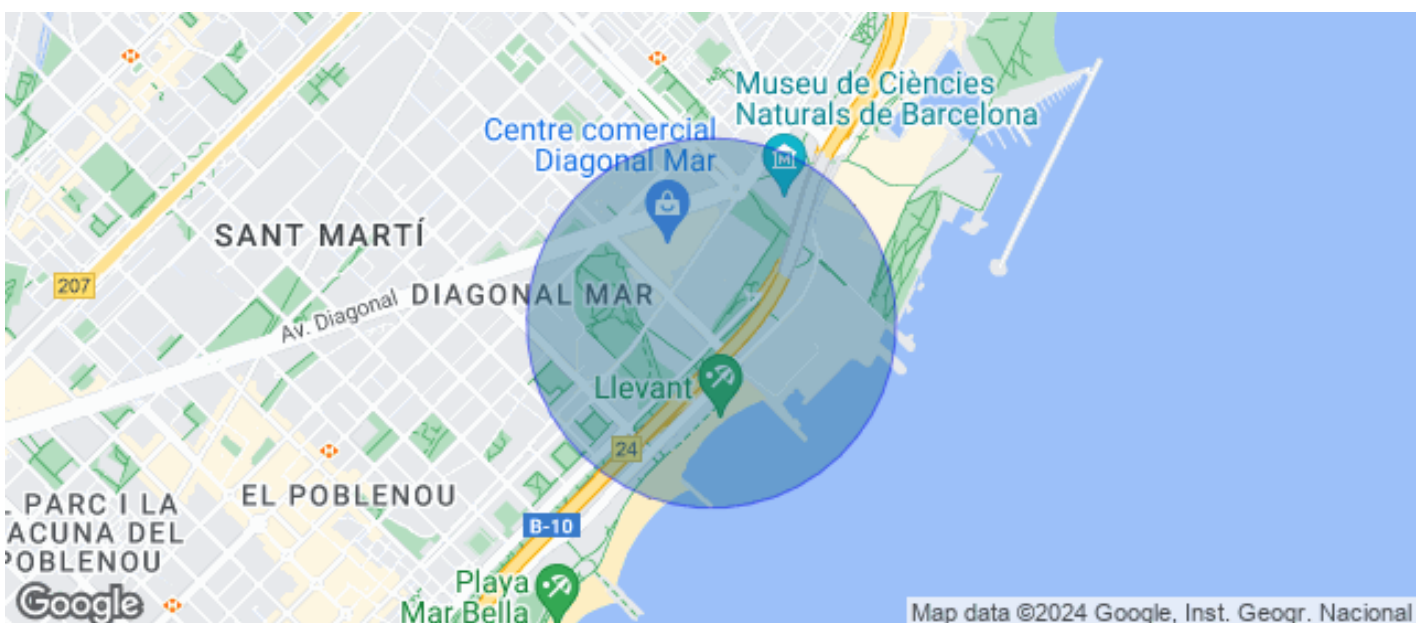 Museu de Ciències
Naturals de Barcelona
Centre comercial
Diagonal Mar
SANT MARTÍ
207
DIAGONAL MAR
Av. Diagonal
Llevant
24
EL POBLENOU
PARC I LA
ACUNA DEL
POBLENOU
B-10
Playa
Mar Bella
Google
Map data ©2024 Google, Inst. Geogr. Nacional